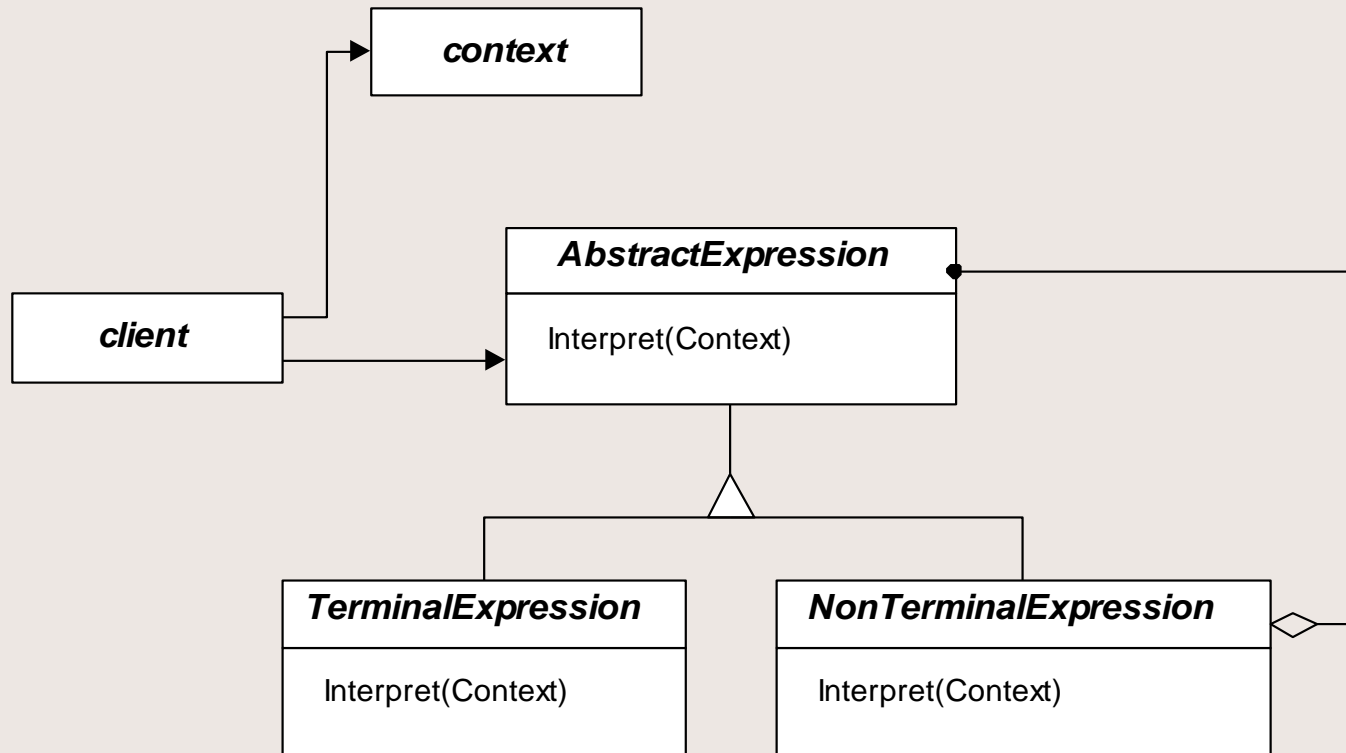 context
AbstractExpression
client
Interpret(Context)
TerminalExpression
NonTerminalExpression
Interpret(Context)
Interpret(Context)